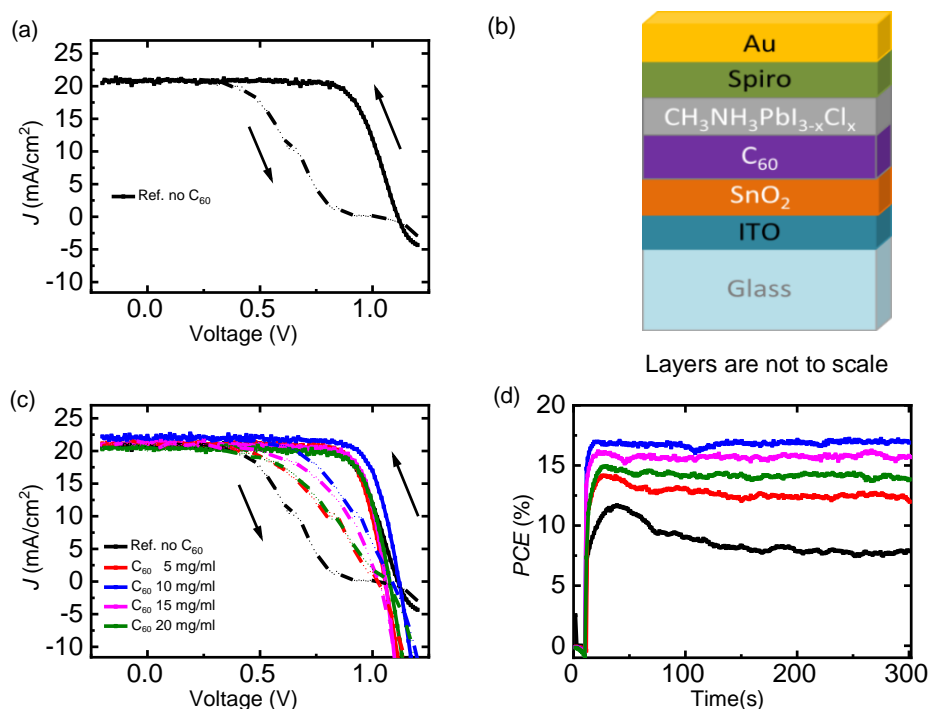 (a)
25
20
15
10
5
0
-5
-10
J (mA/cm²)
Ref. no C₆₀
0.0 0.5 1.0
Voltage (V)
(b)
Au
Spiro
CH₃NH₃PbI₃₋ₓClₓ
C₆₀
SnO₂
ITO
Glass
Layers are not to scale
(c)
25
20
15
10
5
0
-5
-10
J (mA/cm²)
Ref. no C₆₀
C₆₀ 5 mg/ml
C₆₀ 10 mg/ml
C₆₀ 15 mg/ml
C₆₀ 20 mg/ml
0.0 0.5 1.0
Voltage (V)
(d)
20
15
10
5
0
PCE (%)
0 100 200 300
Time(s)